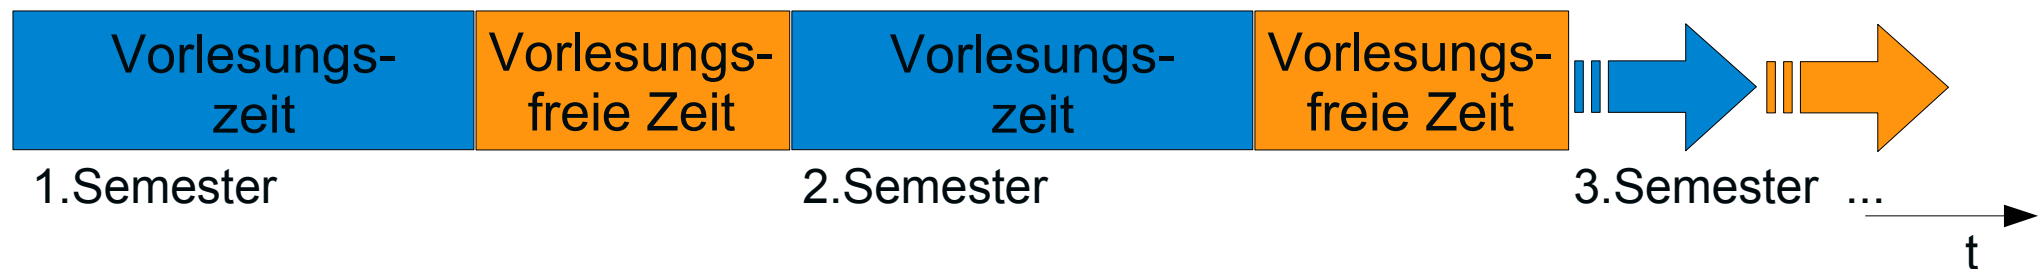 Vorlesungs-
zeit
Vorlesungs-
freie Zeit
Vorlesungs-
zeit
Vorlesungs-
freie Zeit
1.Semester
2.Semester
3.Semester ...
t